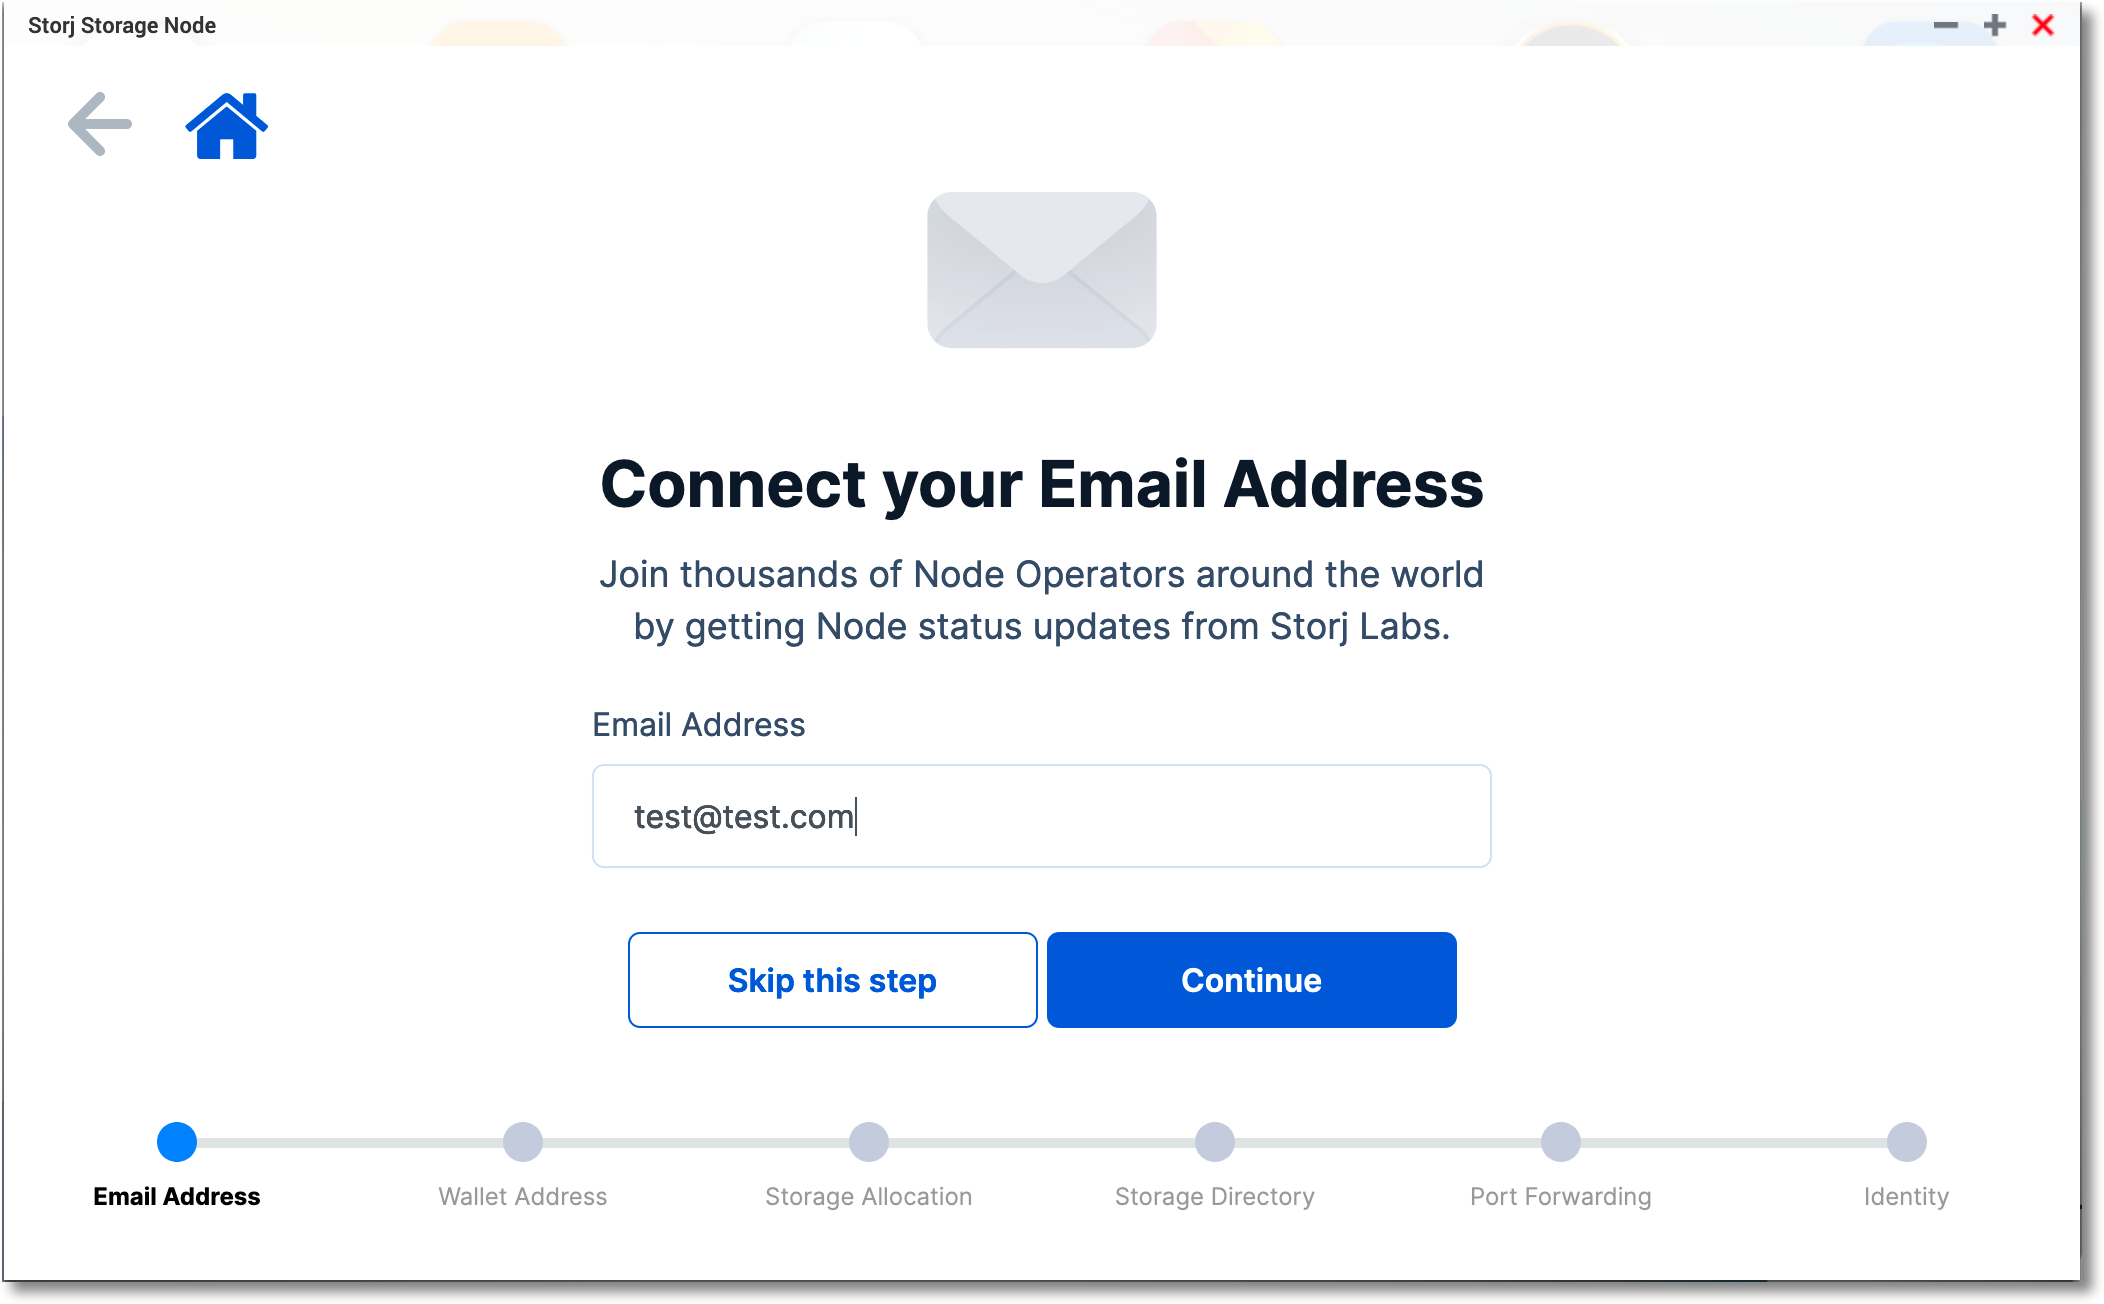 Storj Storage Node
Connect your Email Address
Join thousands of Node Operators around the world
by getting Node status updates from Storj Labs.
Email Address
test@test.com
Skip this step
Continue
Email Address
Wallet Address
Storage Allocation
Storage Directory
Port Forwarding
Identity